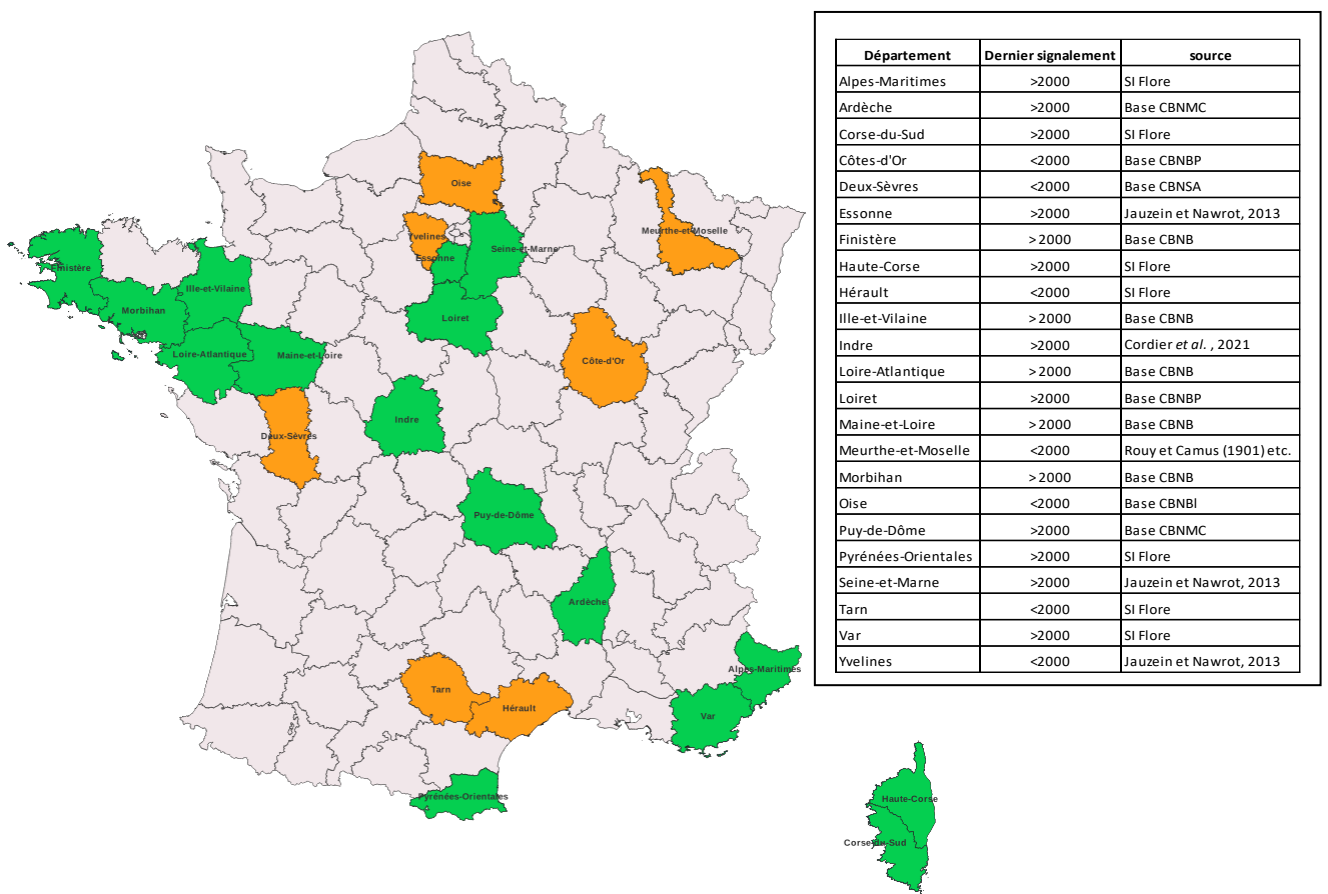 Oise
Meurthe-et-Moselle
Yvelines
Essonne
Seine-et-Marne
Finistère
Ille-et-Vilaine
Morbihan
Loiret
Loire-Atlantique
Maine-et-Loire
Côte-d'Or
Indre
Deux-Sèvres
Puy-de-Dôme
Ardèche
Alpes-Maritimes
Tarn
Hérault
Var
Pyrénées-Orientales
Haute-Corse
Corse-du-Sud
Département Dernier signalement source
Alpes-Maritimes >2000 SI Flore
Ardèche >2000 Base CBNMC
Corse-du-Sud >2000 SI Flore
Côtes-d'Or <2000 Base CBNBP
Deux-Sèvres <2000 Base CBNSA
Essonne >2000 Jauzein et Nawrot, 2013
Finistère > 2000 Base CBNB
Haute-Corse >2000 SI Flore
Hérault <2000 SI Flore
Ille-et-Vilaine > 2000 Base CBNB
Indre >2000 Cordier et al. , 2021
Loire-Atlantique > 2000 Base CBNB
Loiret >2000 Base CBNBP
Maine-et-Loire > 2000 Base CBNB
Meurthe-et-Moselle <2000 Rouy et Camus (1901) etc.
Morbihan > 2000 Base CBNB
Oise <2000 Base CBNBl
Puy-de-Dôme >2000 Base CBNMC
Pyrénées-Orientales >2000 SI Flore
Seine-et-Marne >2000 Jauzein et Nawrot, 2013
Tarn <2000 SI Flore
Var >2000 SI Flore
Yvelines <2000 Jauzein et Nawrot, 2013